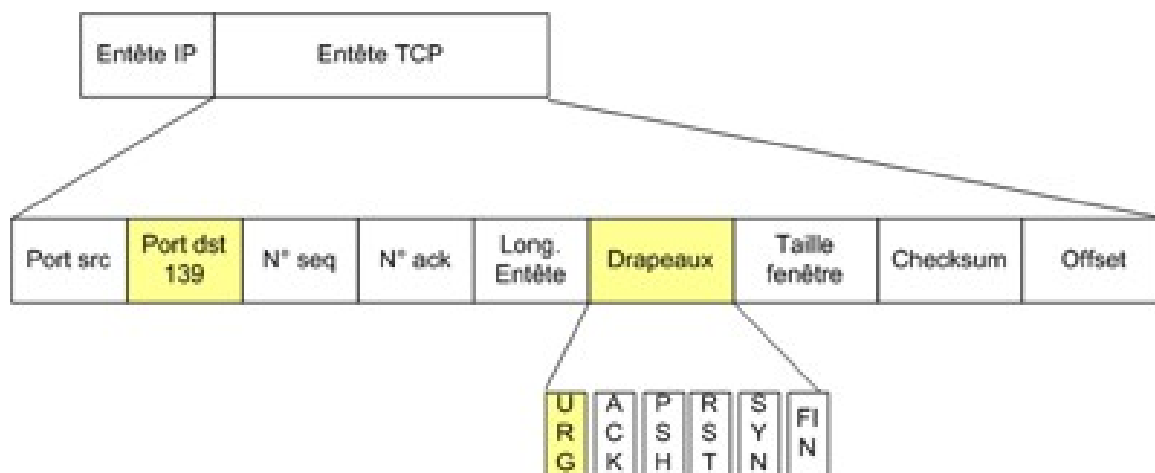 Entête IP
Entête TCP
Port src
Port dst
139
N° seq
N° ack
Long.
Entête
Drapeaux
Taille
fenêtre
Checksum
Offset
URG
ACK
PSH
RST
SYN
FIN